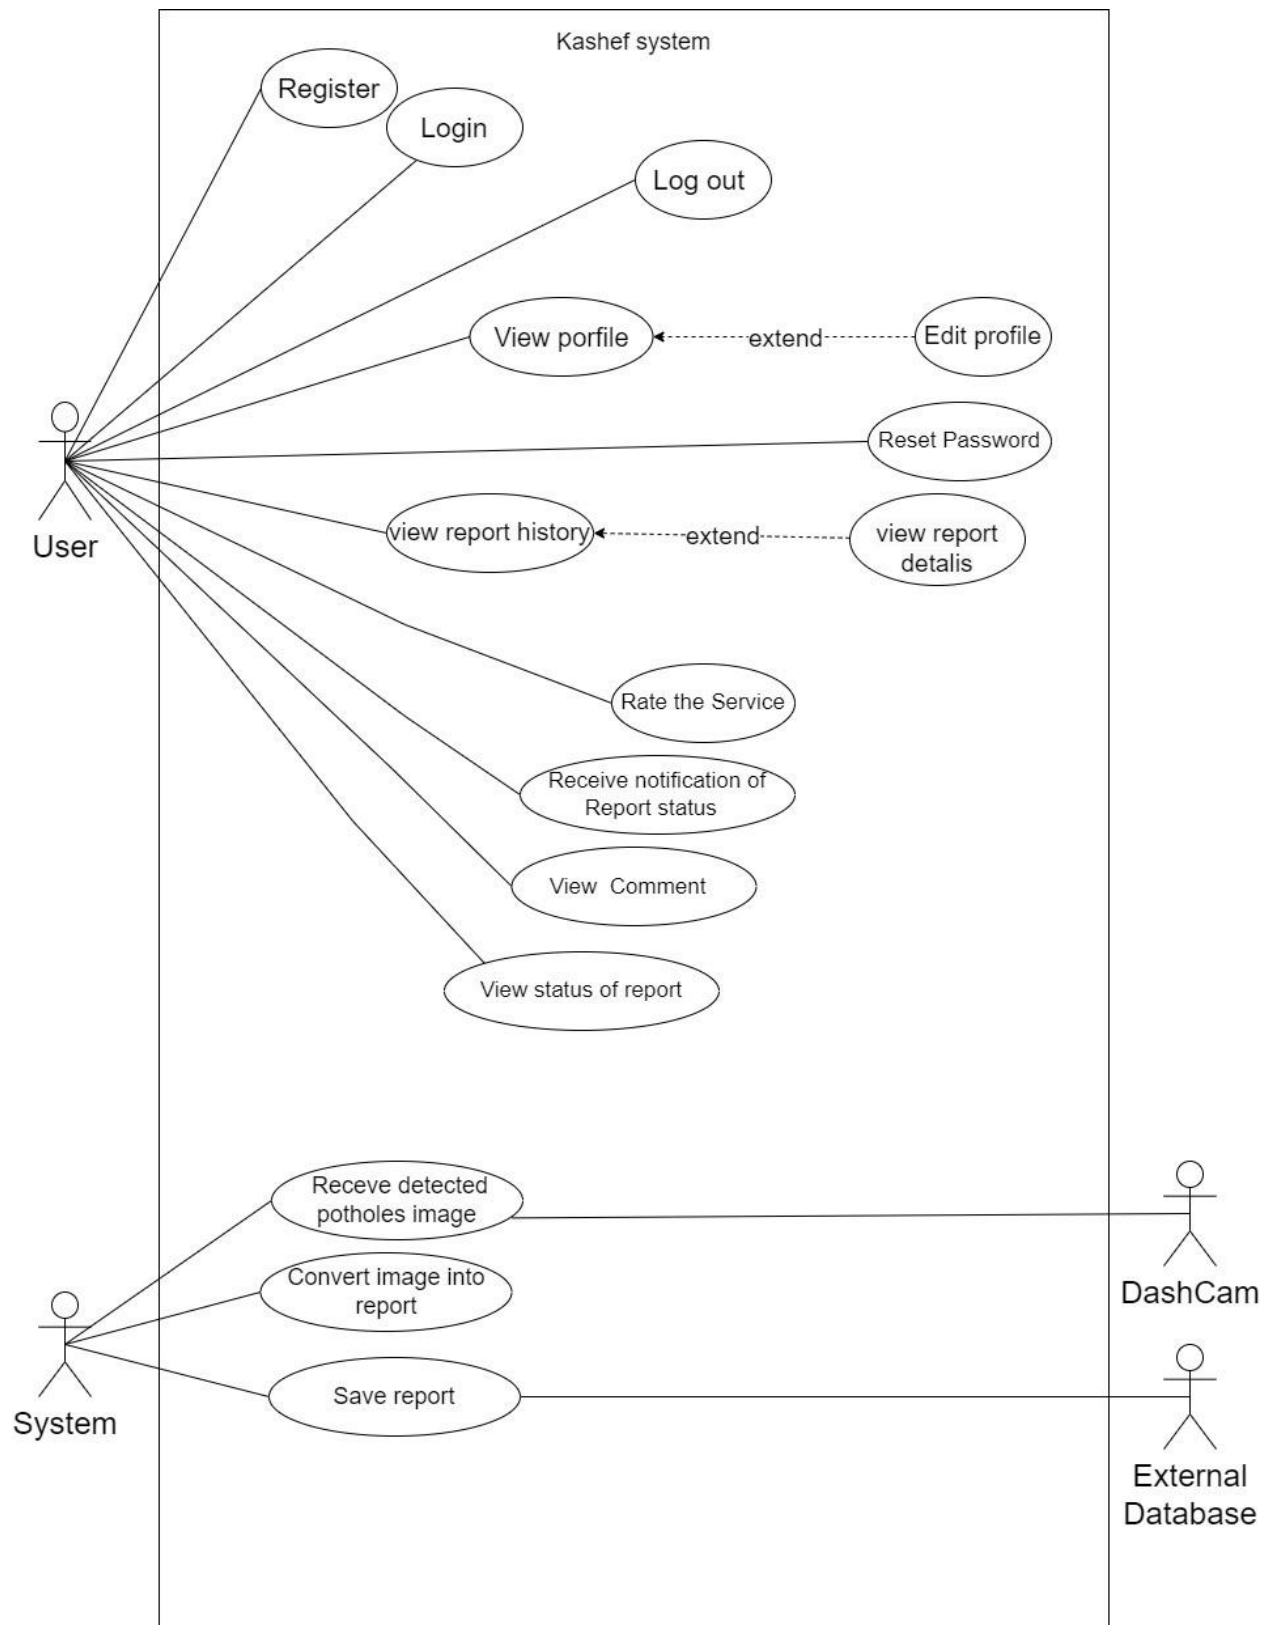 Kashef system
Register
Login
Log out
View porfile
extend
Edit profile
Reset Password
User
view report history
extend
view report
detalis
Rate the Service
Receive notification of
Report status
View  Comment
View status of report
Receve detected
potholes image
DashCam
Convert image into
report
System
Save report
External
Database